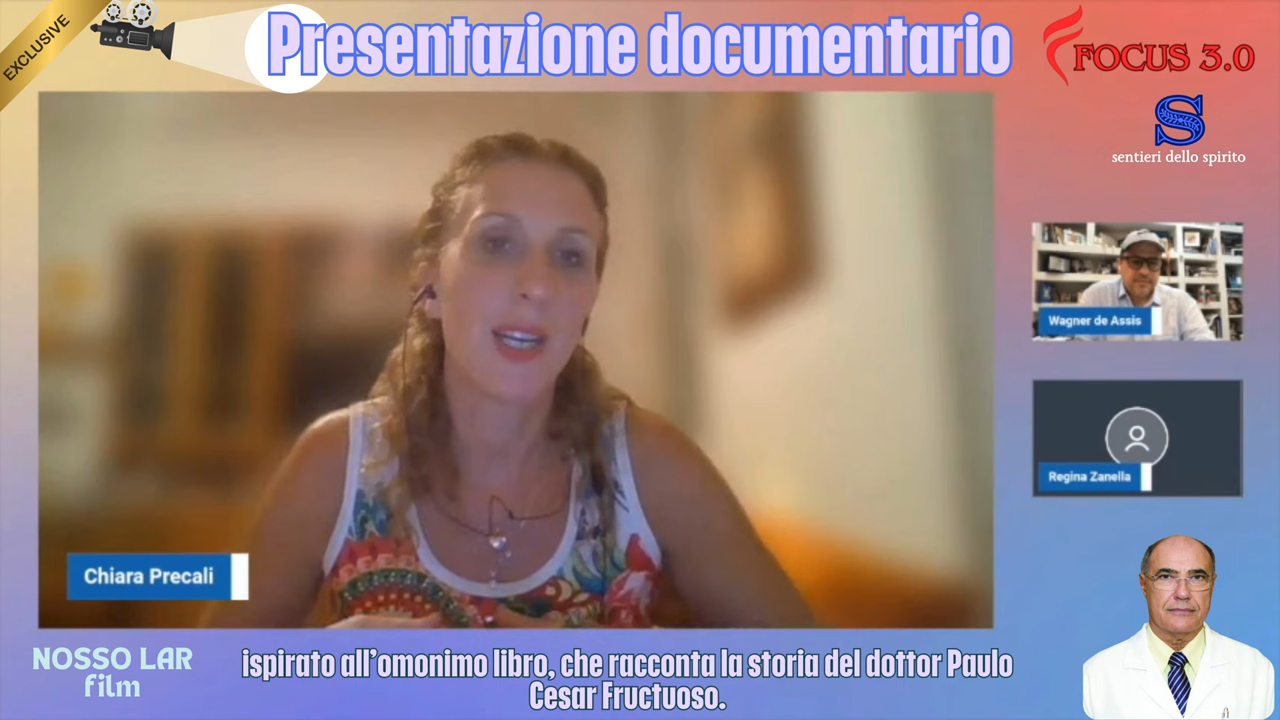 EXCLUSIVE
Presentazione documentario
FOCUS 3.0
S
sentieri dello spirito
Wagner de Assis
Regina Zanella
Chiara Precali
NOSSO LAR
film
ispirato all'omonimo libro, che racconta la storia del dottor Paulo
Cesar Fructuoso.